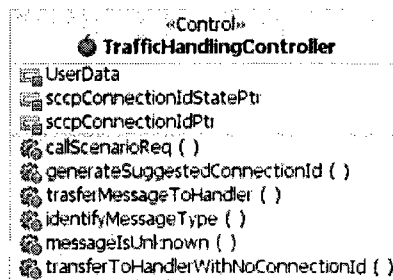 «Control»
TrafficHandlingController
UserData
sccpConnectionIdStatePtr
sccpConnectionIdPtr
callScenarioReq ( )
generateSuggestedConnectionId ( )
trasferMessageToHandler ( )
identifyMessageType ( )
messageIsUnknown ( )
transferToHandlerWithNoConnectionId ( )